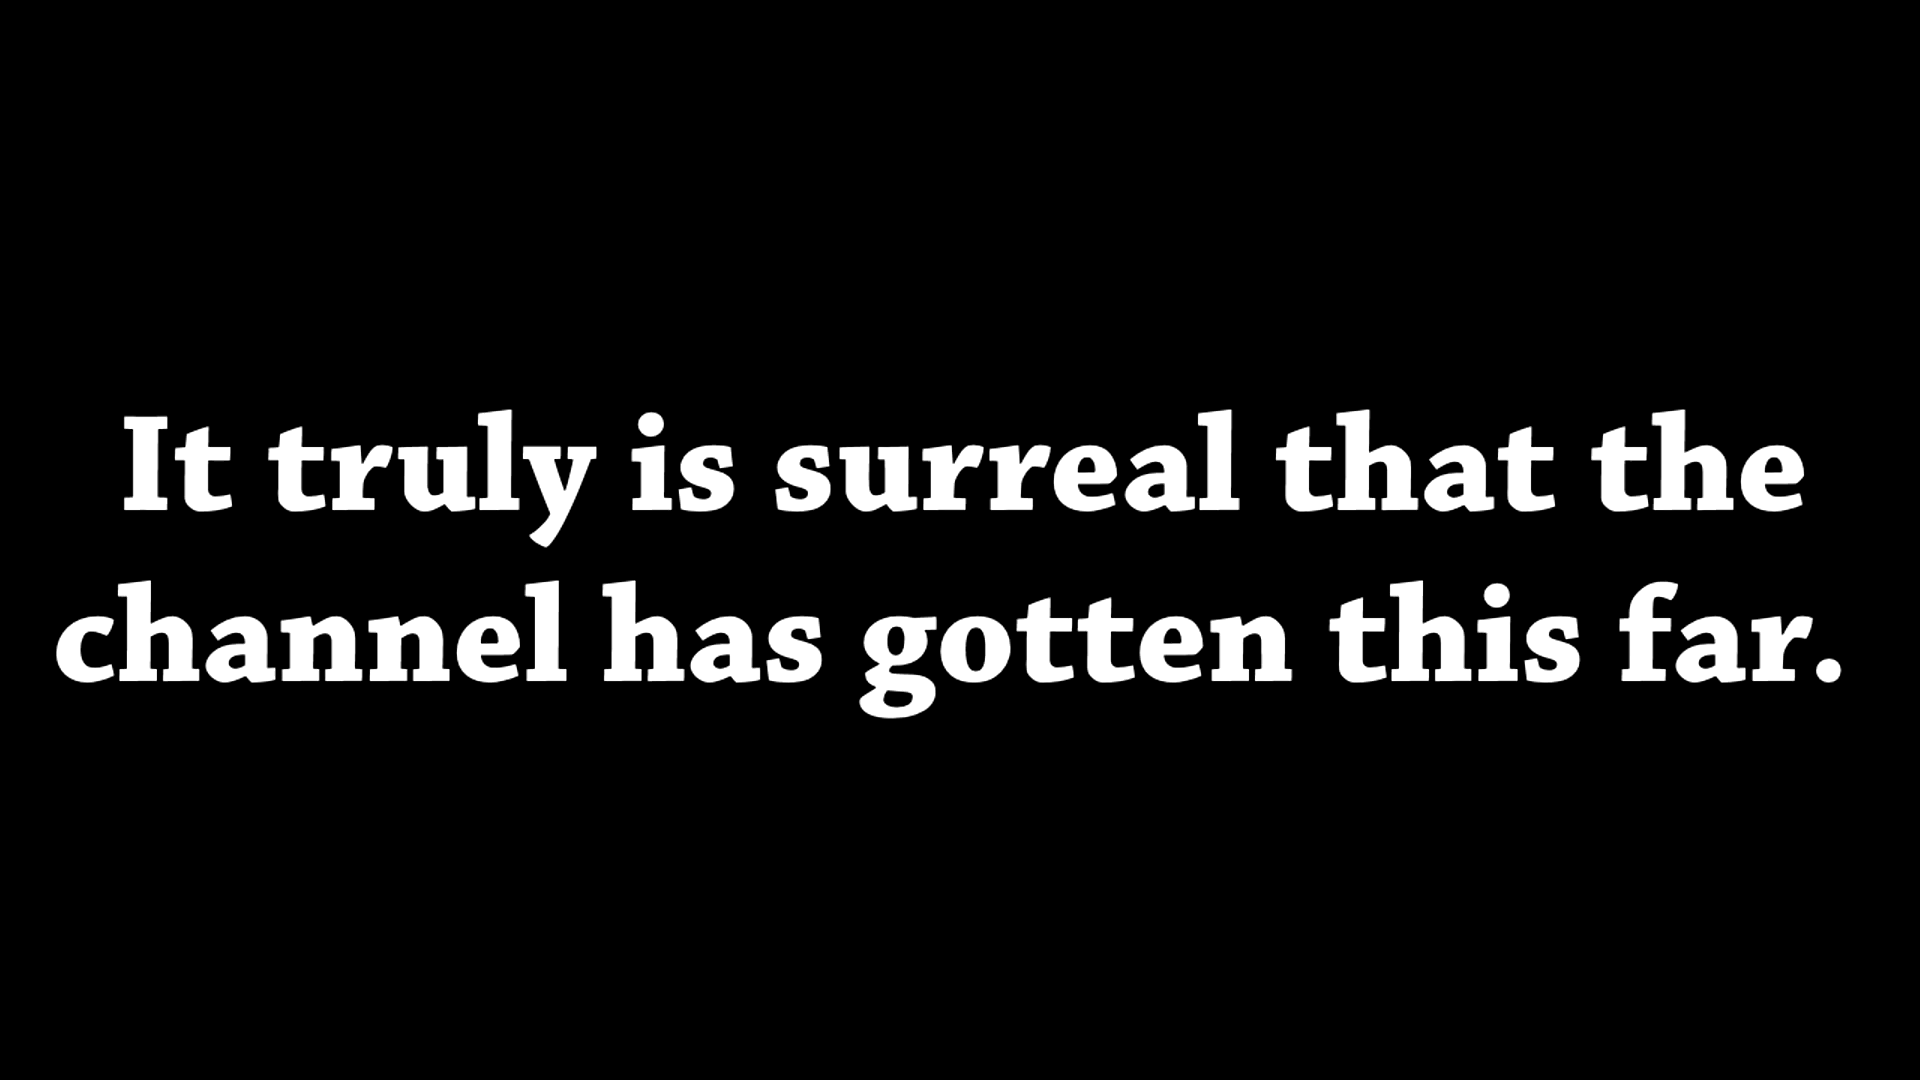 It truly is surreal that the
channel has gotten this far.